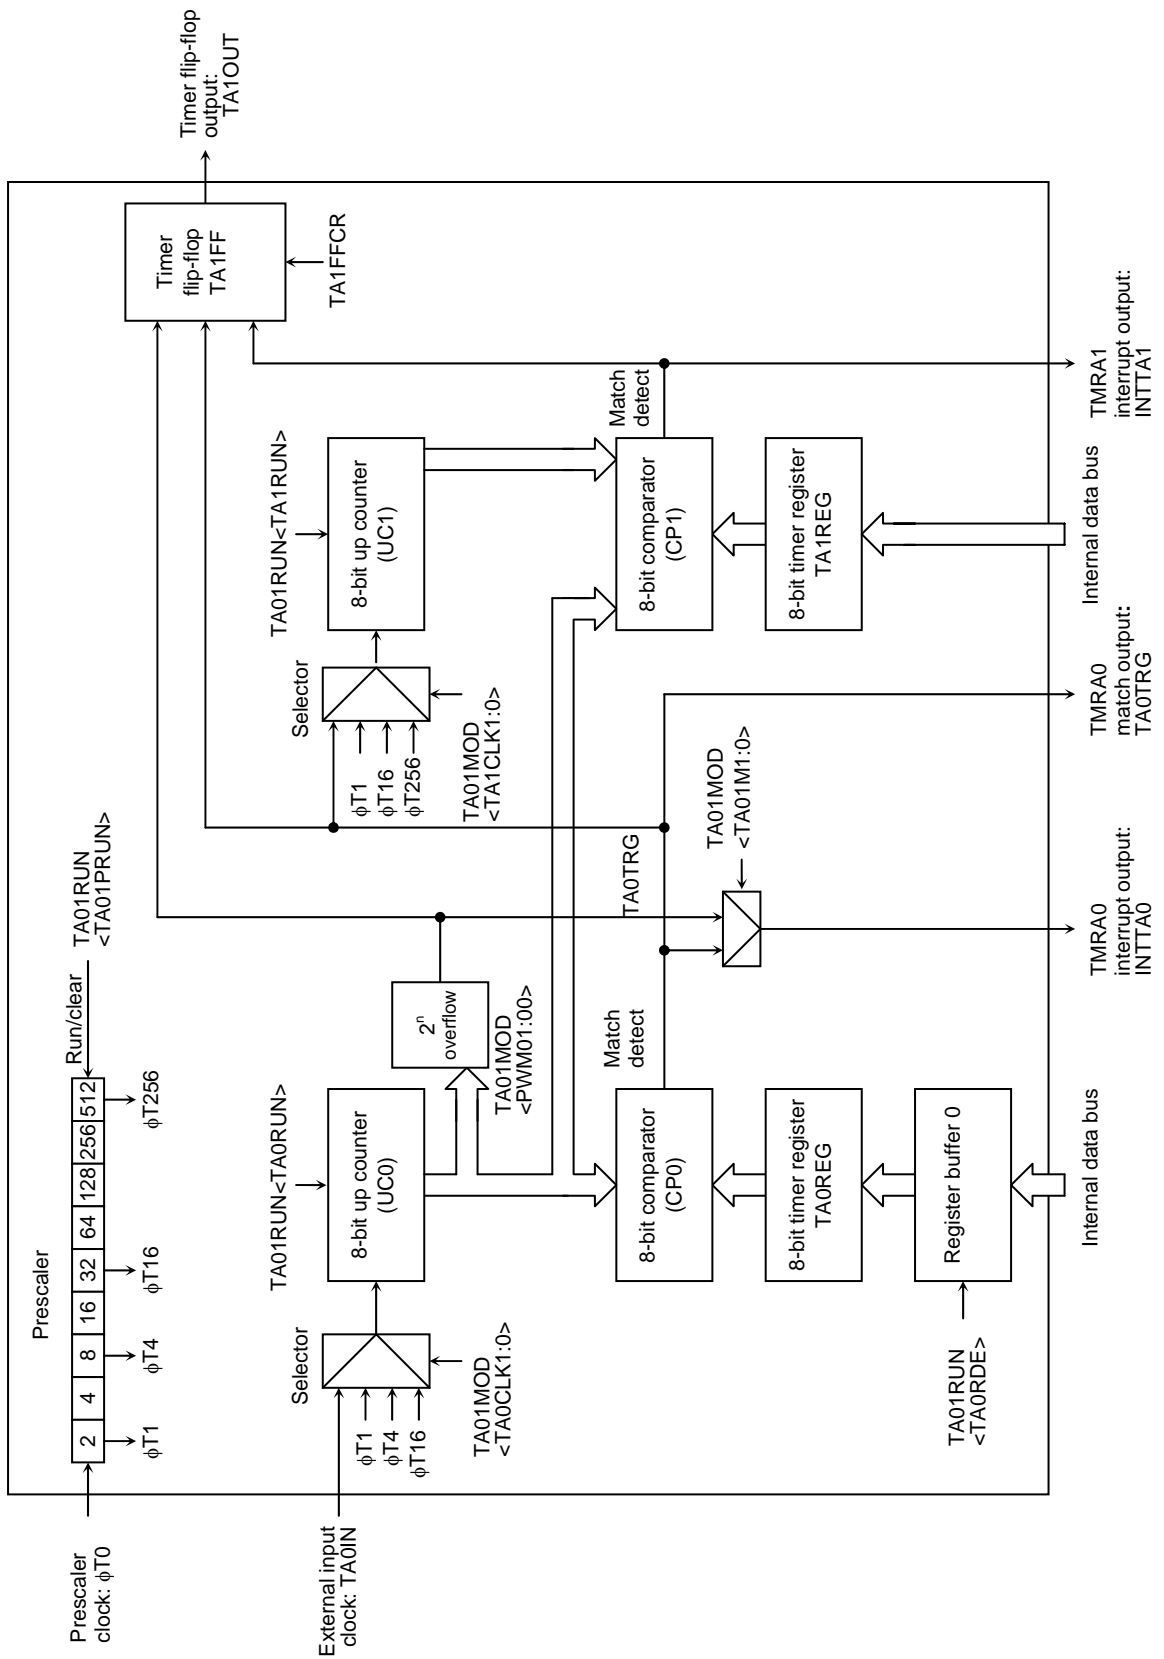 Prescaler
Prescaler
clock: ϕT0
2
4
8
16
32
64
128
256
512
Run/clear
TA01RUN
<TA01PRUN>
ϕT1
ϕT4
ϕT16
ϕT256
External input
clock: TA0IN
Selector
ϕT1
ϕT4
ϕT16
TA01MOD
<TA0CLK1:0>
TA01RUN<TA0RUN>
8-bit up counter
(UC0)
2ⁿ
overflow
TA01MOD
<PWM01:00>
Selector
ϕT1
ϕT16
ϕT256
TA01MOD
<TA1CLK1:0>
TA01RUN<TA1RUN>
8-bit up counter
(UC1)
Timer
flip-flop
TA1FF
TA1FFCR
Timer flip-flop
output:
TA1OUT
8-bit comparator
(CP0)
Match
detect
TA0TRG
8-bit comparator
(CP1)
Match
detect
8-bit timer register
TA0REG
TA01MOD
<TA01M1:0>
8-bit timer register
TA1REG
TA01RUN
<TA0RDE>
Register buffer 0
Internal data bus
TMRA0
interrupt output:
INTTA0
TMRA0
match output:
TA0TRG
Internal data bus
TMRA1
interrupt output:
INTTA1